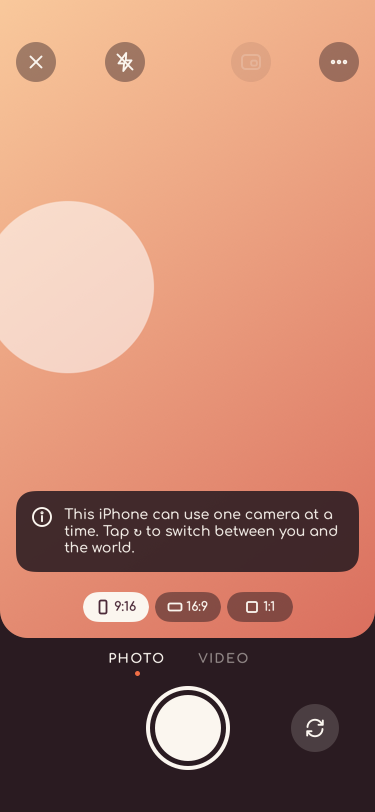 This iPhone can use one camera at a
time. Tap ↻ to switch between you and
the world.
9:16 16:9 1:1
PHOTO VIDEO